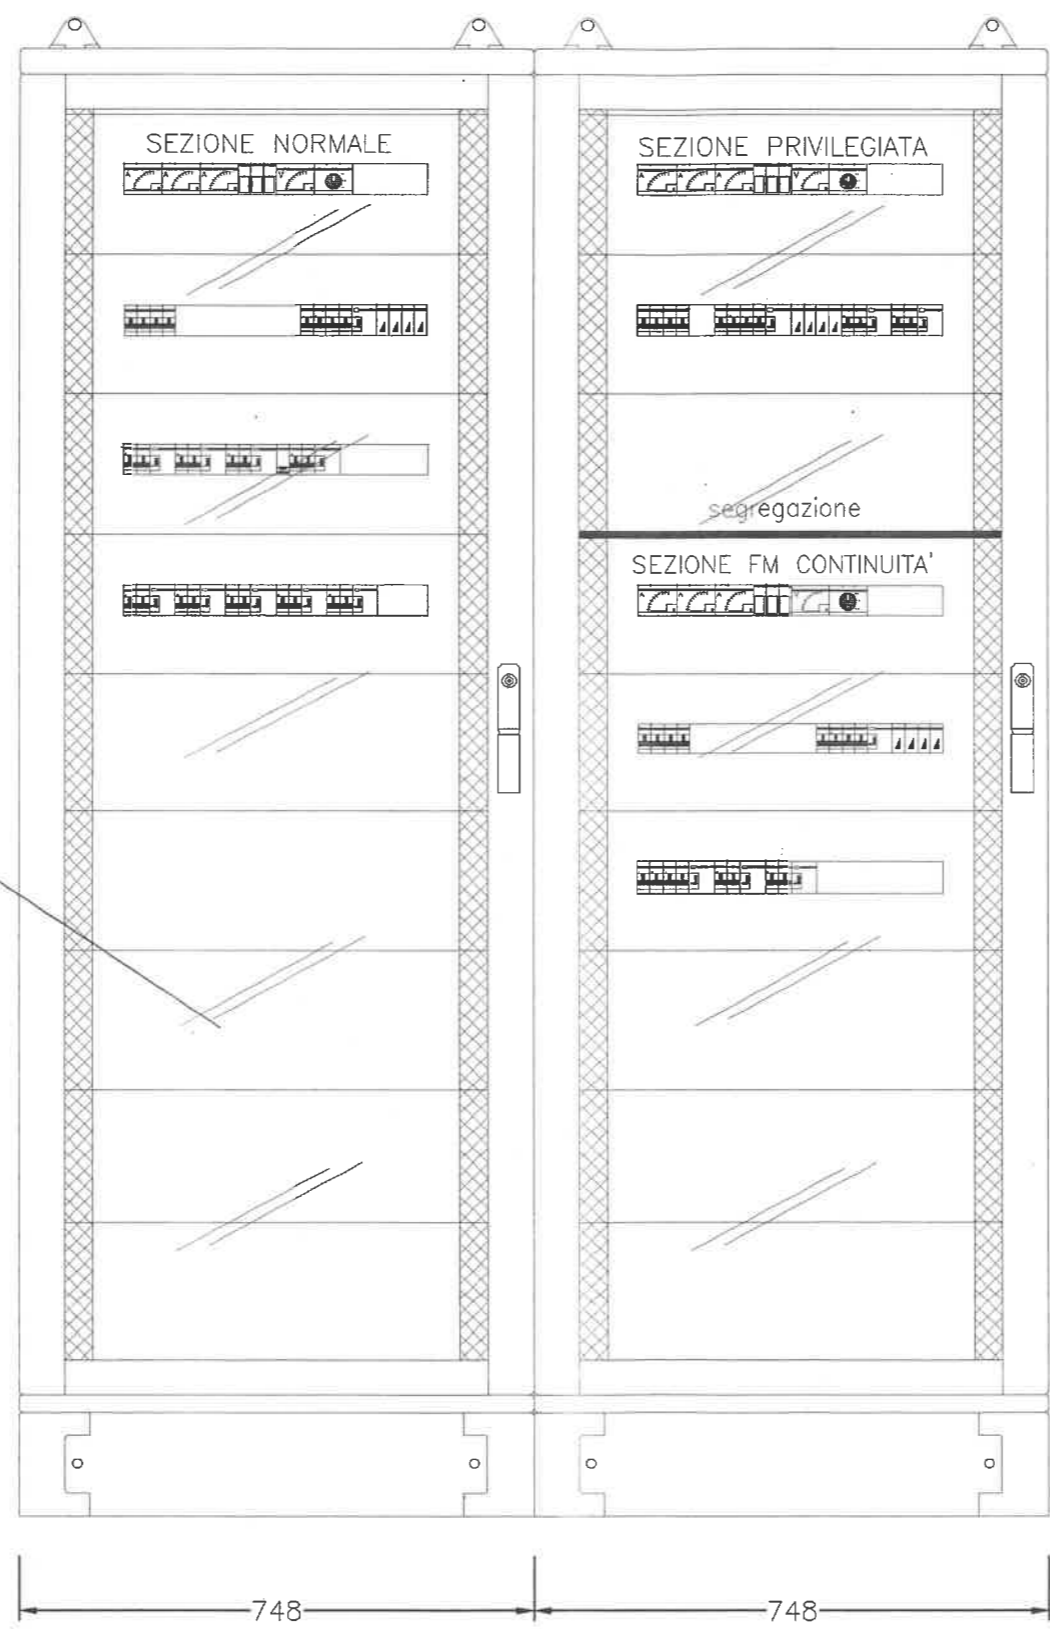 SEZIONE NORMALE
SEZIONE PRIVILEGIATA
A A A V
A A A V
segregazione
SEZIONE FM CONTINUITA'
A A A V
748
748